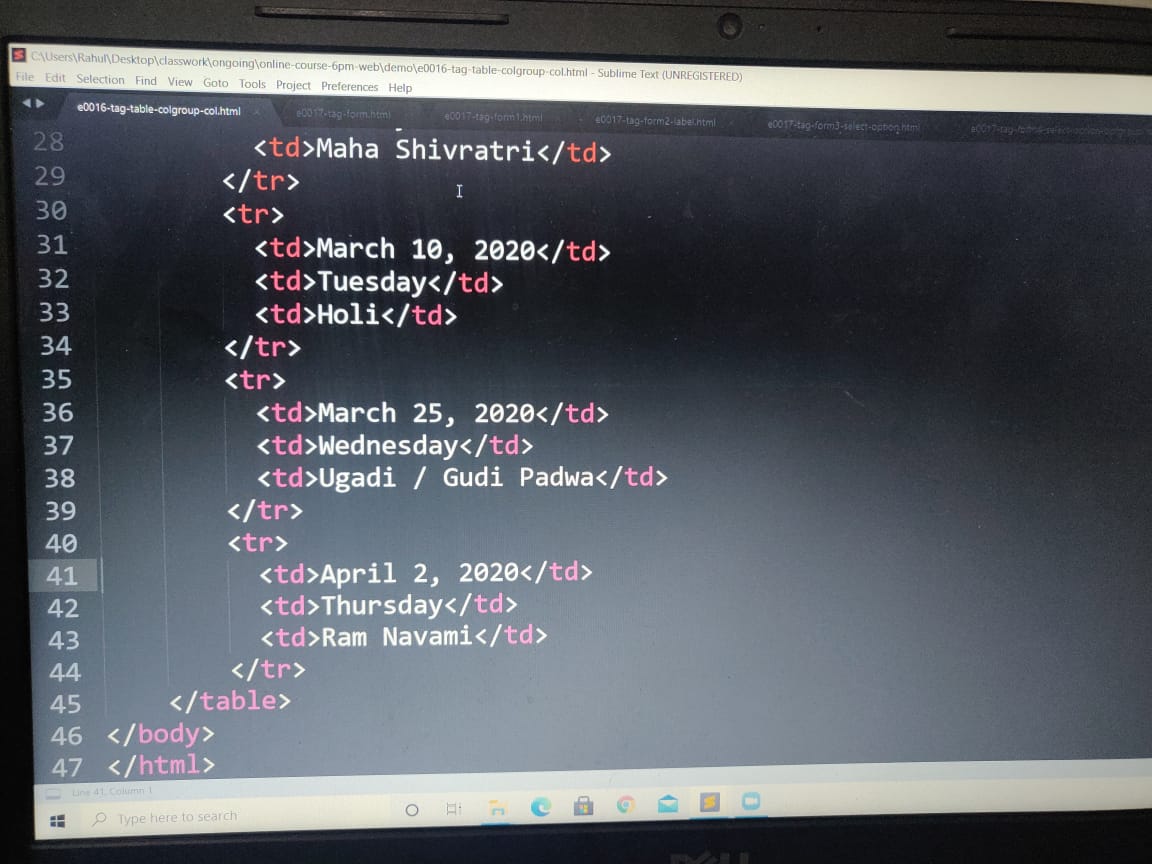 C:\Users\Rahul\Desktop\classwork\ongoing\online-course-6pm-web\demo\e0016-tag-table-colgroup-col.html - Sublime Text (UNREGISTERED)
File Edit Selection Find View Goto Tools Project Preferences Help
e0016-tag-table-colgroup-col.html e0017-tag-form.html e0017-tag-form1.html e0017-tag-form2-label.html e0017-tag-form3-select-option.html
28 <td>Maha Shivratri</td>
29 </tr>
30 <tr>
31 <td>March 10, 2020</td>
32 <td>Tuesday</td>
33 <td>Holi</td>
34 </tr>
35 <tr>
36 <td>March 25, 2020</td>
37 <td>Wednesday</td>
38 <td>Ugadi / Gudi Padwa</td>
39 </tr>
40 <tr>
41 <td>April 2, 2020</td>
42 <td>Thursday</td>
43 <td>Ram Navami</td>
44 </tr>
45 </table>
46 </body>
47 </html>
Line 41, Column 1
Type here to search
DELL